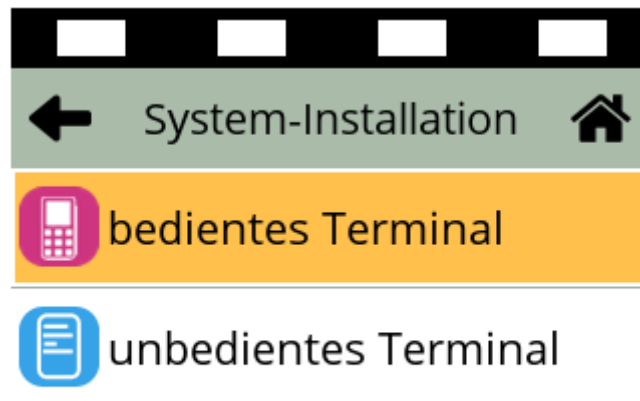 System-Installation
bedientes Terminal
unbedientes Terminal